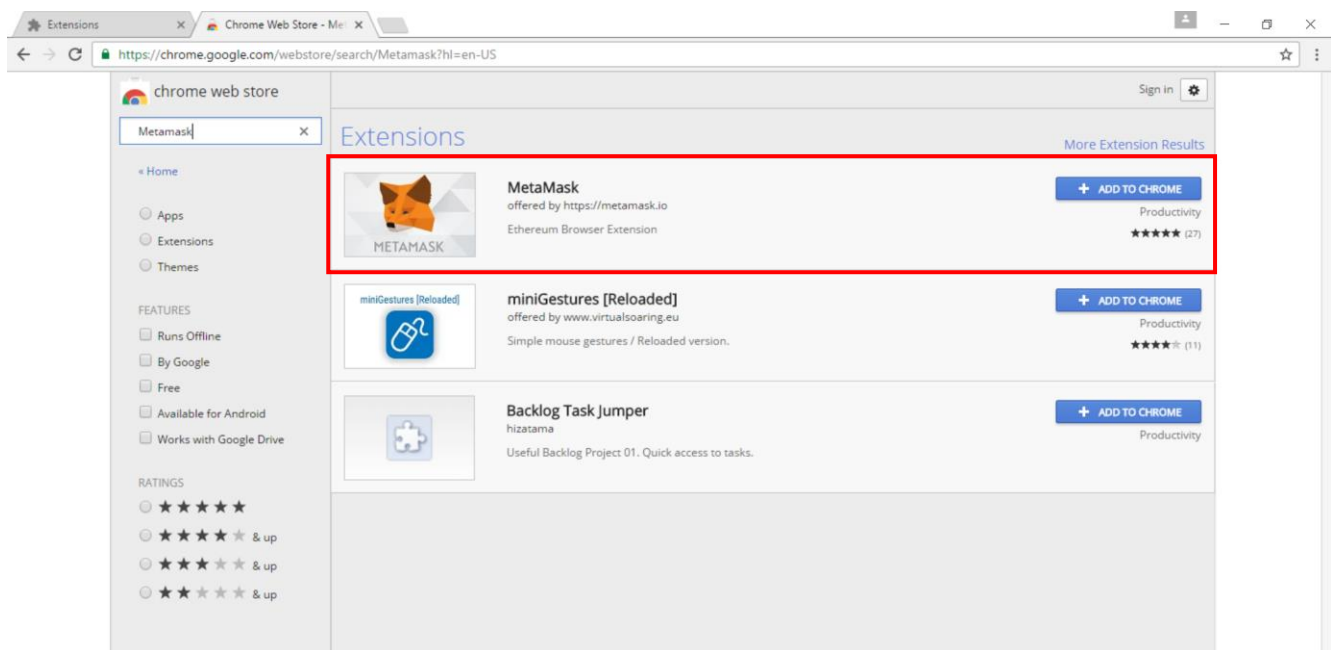 Extensions
Chrome Web Store - Met
https://chrome.google.com/webstore/search/Metamask?hl=en-US
chrome web store
Sign in
Metamask
« Home
Apps
Extensions
Themes
FEATURES
Runs Offline
By Google
Free
Available for Android
Works with Google Drive
RATINGS
& up
& up
& up
Extensions
More Extension Results
METAMASK
MetaMask
offered by https://metamask.io
Ethereum Browser Extension
+ ADD TO CHROME
Productivity
(27)
miniGestures [Reloaded]
miniGestures [Reloaded]
offered by www.virtualsoaring.eu
Simple mouse gestures / Reloaded version.
+ ADD TO CHROME
Productivity
(11)
Backlog Task Jumper
hizatama
Useful Backlog Project 01. Quick access to tasks.
+ ADD TO CHROME
Productivity